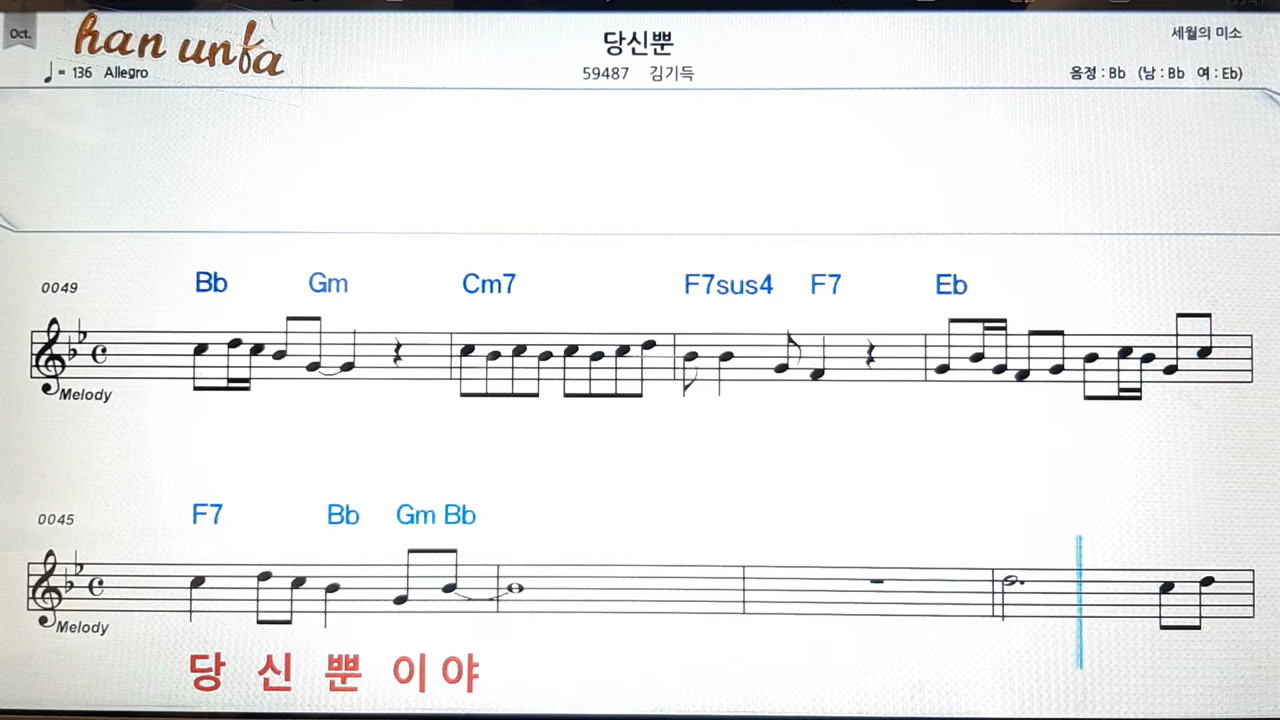 Oct.
han unfa
당신뿐
세월의 미소
= 136 Allegro
59487 김기득
음정 : Bb (남 : Bb 여 : Eb)
0049
Bb Gm Cm7 F7sus4 F7 Eb
Melody
0045
F7 Bb Gm Bb
Melody
당 신 뿐 이 야